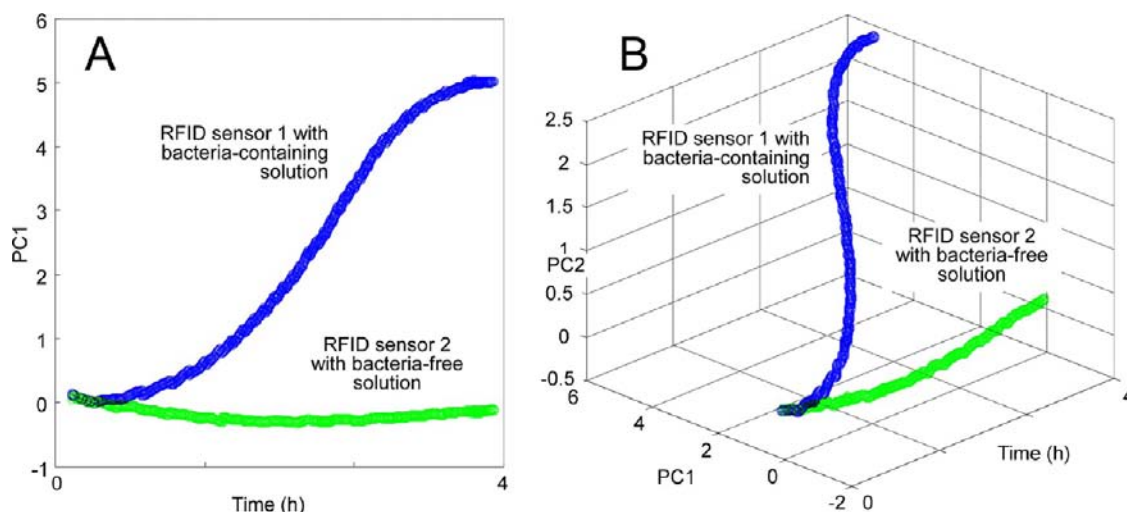 A
6
5
4
3
2
1
0
-1
PC1
RFID sensor 1 with
bacteria-containing
solution
RFID sensor 2
with bacteria-free
solution
0
4
Time (h)
B
2.5
2
1.5
1
PC2
0.5
0
-0.5
RFID sensor 1 with
bacteria-containing
solution
RFID sensor 2
with bacteria-free
solution
6
4
2
0
-2
PC1
0
4
Time (h)